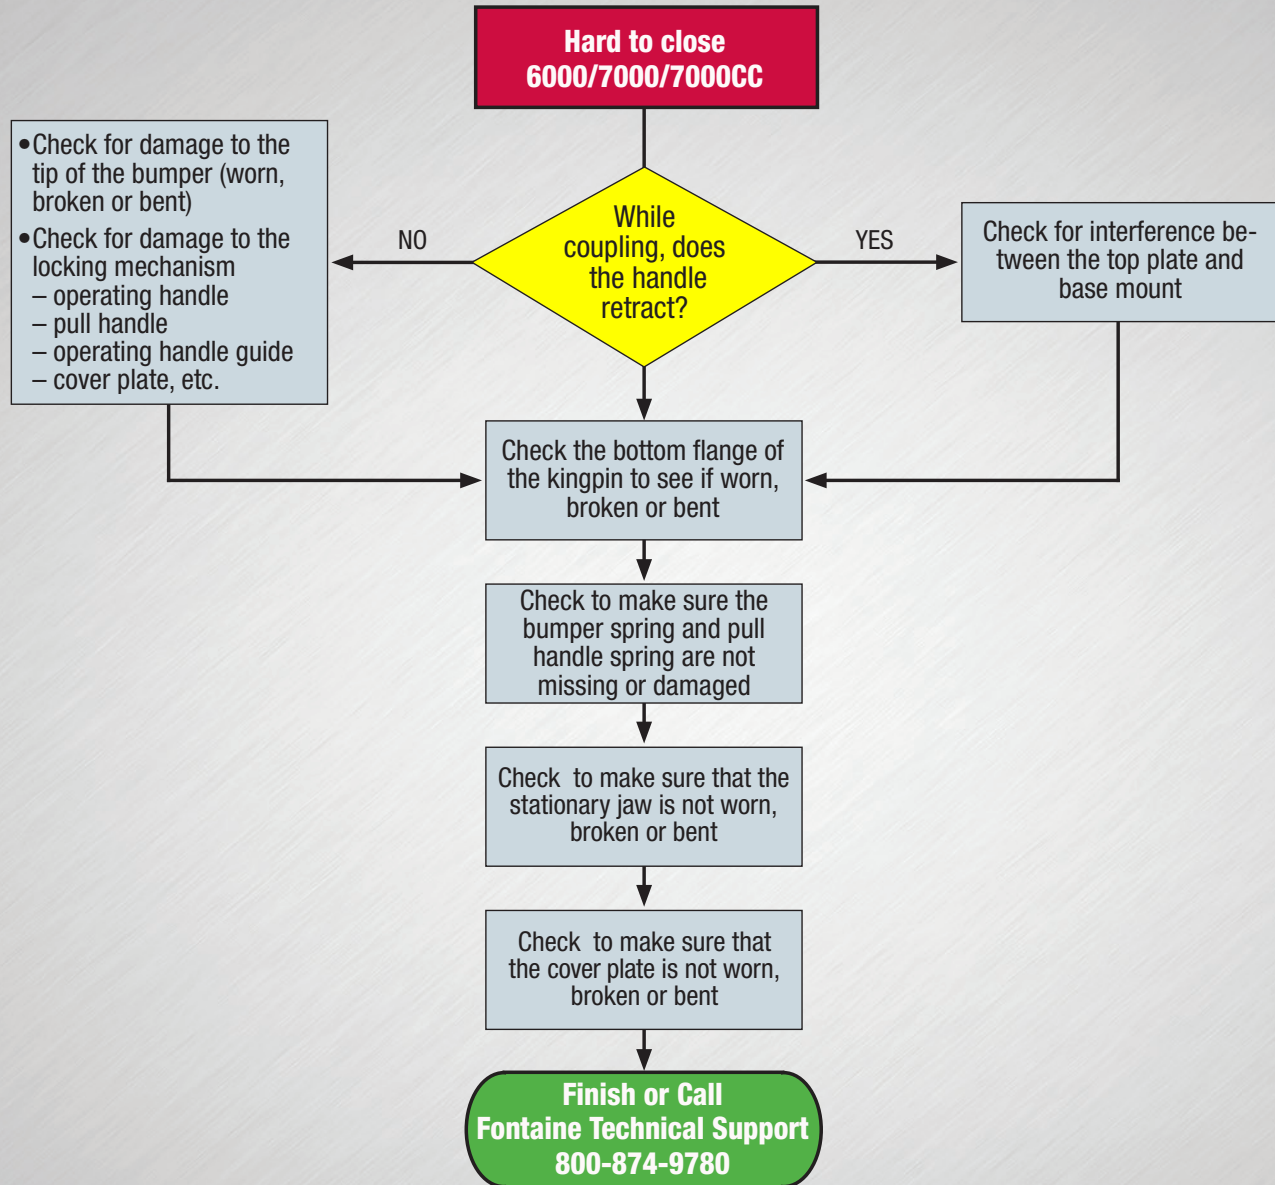 Hard to close
6000/7000/7000CC
While
coupling, does
the handle
retract?
NO
•Check for damage to the
tip of the bumper (worn,
broken or bent)
•Check for damage to the
locking mechanism
– operating handle
– pull handle
– operating handle guide
– cover plate, etc.
YES
Check for interference be-
tween the top plate and
base mount
Check the bottom flange of
the kingpin to see if worn,
broken or bent
Check to make sure the
bumper spring and pull
handle spring are not
missing or damaged
Check  to make sure that the
stationary jaw is not worn,
broken or bent
Check  to make sure that
the cover plate is not worn,
broken or bent
Finish or Call
Fontaine Technical Support
800-874-9780